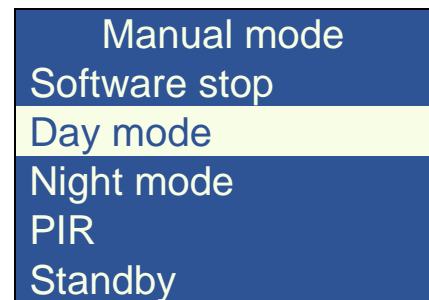 Manual mode
Software stop
Day mode
Night mode
PIR
Standby